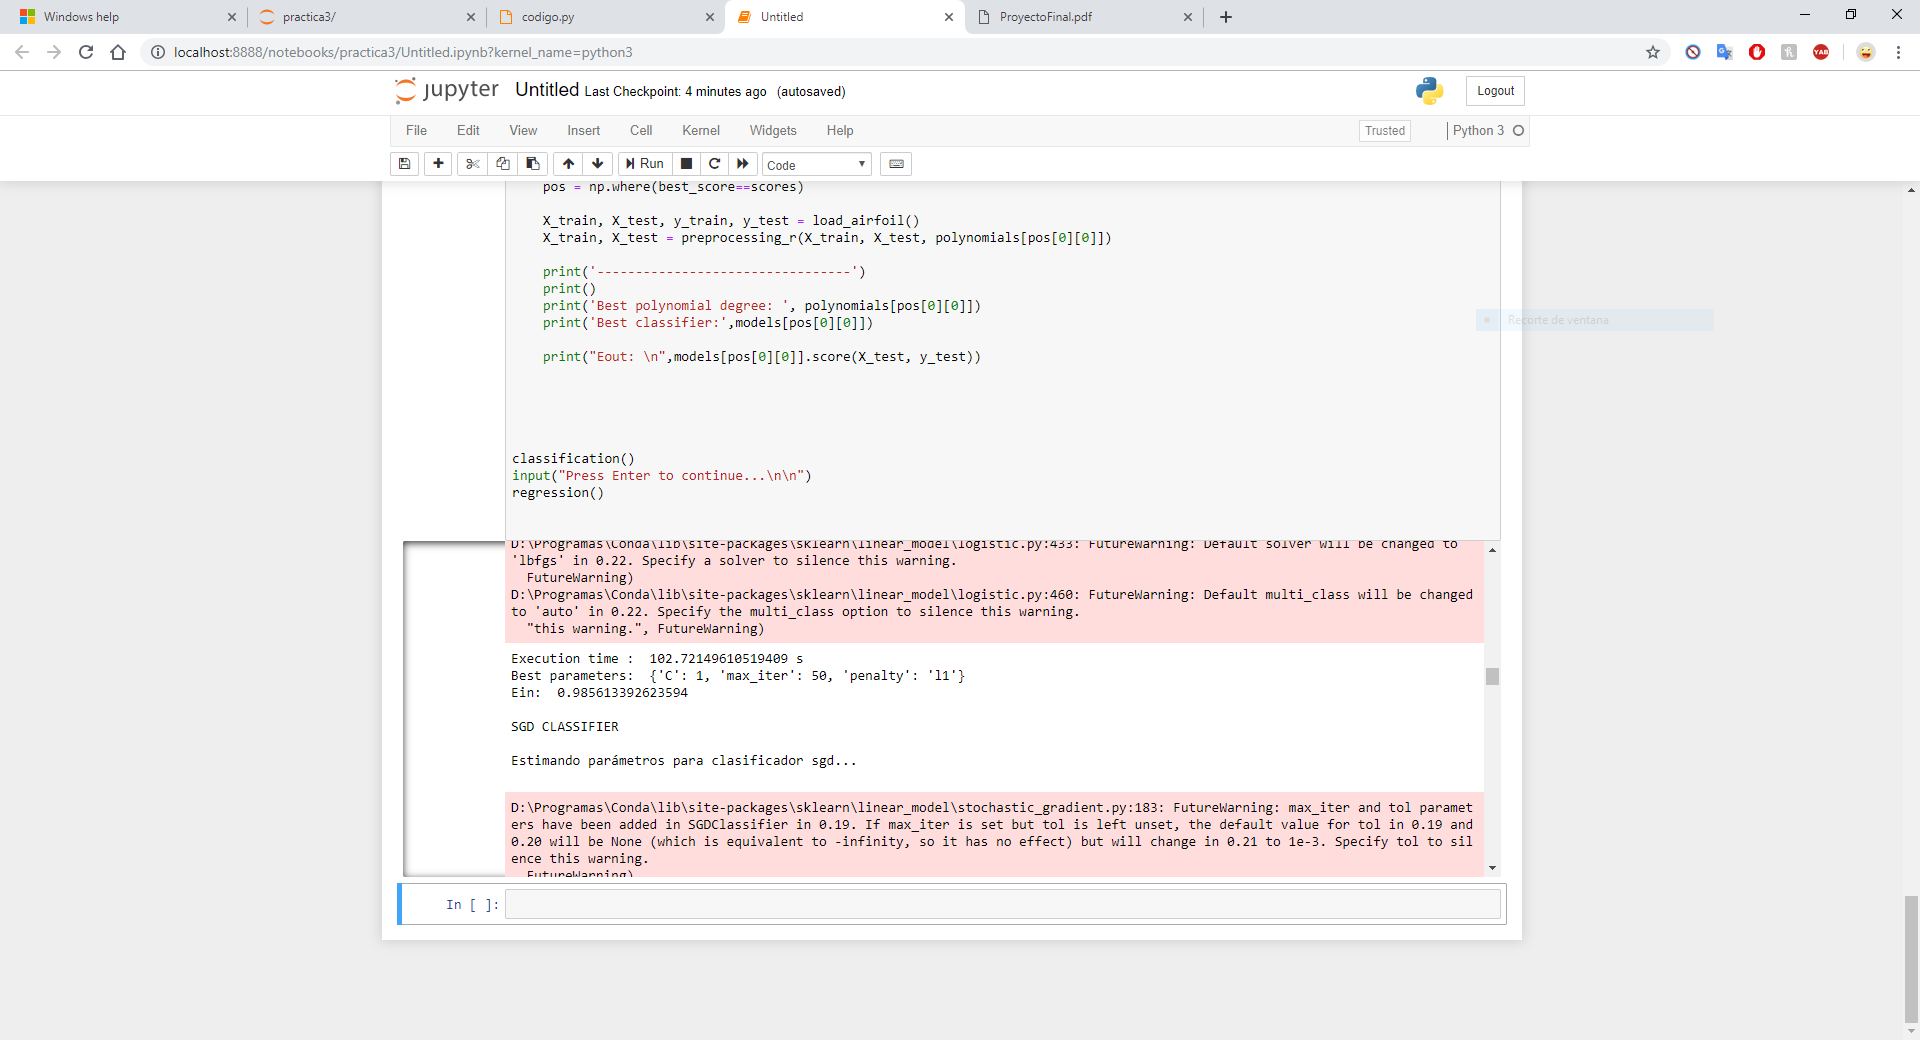 Windows help
practica3/
codigo.py
Untitled
ProyectoFinal.pdf
localhost:8888/notebooks/practica3/Untitled.ipynb?kernel_name=python3
jupyter Untitled Last Checkpoint: 4 minutes ago (autosaved)
Logout
File Edit View Insert Cell Kernel Widgets Help
Trusted
Python 3
Run
Code
pos = np.where(best_score==scores)
X_train, X_test, y_train, y_test = load_airfoil()
X_train, X_test = preprocessing_r(X_train, X_test, polynomials[pos[0][0]])
print('---------------------------------')
print()
print('Best polynomial degree: ', polynomials[pos[0][0]])
print('Best classifier:',models[pos[0][0]])
Recorte de ventana
print("Eout: \n",models[pos[0][0]].score(X_test, y_test))
classification()
input("Press Enter to continue...\n\n")
regression()
D:\Programas\Conda\lib\site-packages\sklearn\linear_model\logistic.py:433: FutureWarning: Default solver will be changed to
'lbfgs' in 0.22. Specify a solver to silence this warning.
FutureWarning)
D:\Programas\Conda\lib\site-packages\sklearn\linear_model\logistic.py:460: FutureWarning: Default multi_class will be changed
to 'auto' in 0.22. Specify the multi_class option to silence this warning.
"this warning.", FutureWarning)
Execution time :  102.72149610519409 s
Best parameters:  {'C': 1, 'max_iter': 50, 'penalty': 'l1'}
Ein:  0.985613392623594
SGD CLASSIFIER
Estimando parámetros para clasificador sgd...
D:\Programas\Conda\lib\site-packages\sklearn\linear_model\stochastic_gradient.py:183: FutureWarning: max_iter and tol paramet
ers have been added in SGDClassifier in 0.19. If max_iter is set but tol is left unset, the default value for tol in 0.19 and
0.20 will be None (which is equivalent to -infinity, so it has no effect) but will change in 0.21 to 1e-3. Specify tol to sil
ence this warning.
FutureWarning)
In [ ]: